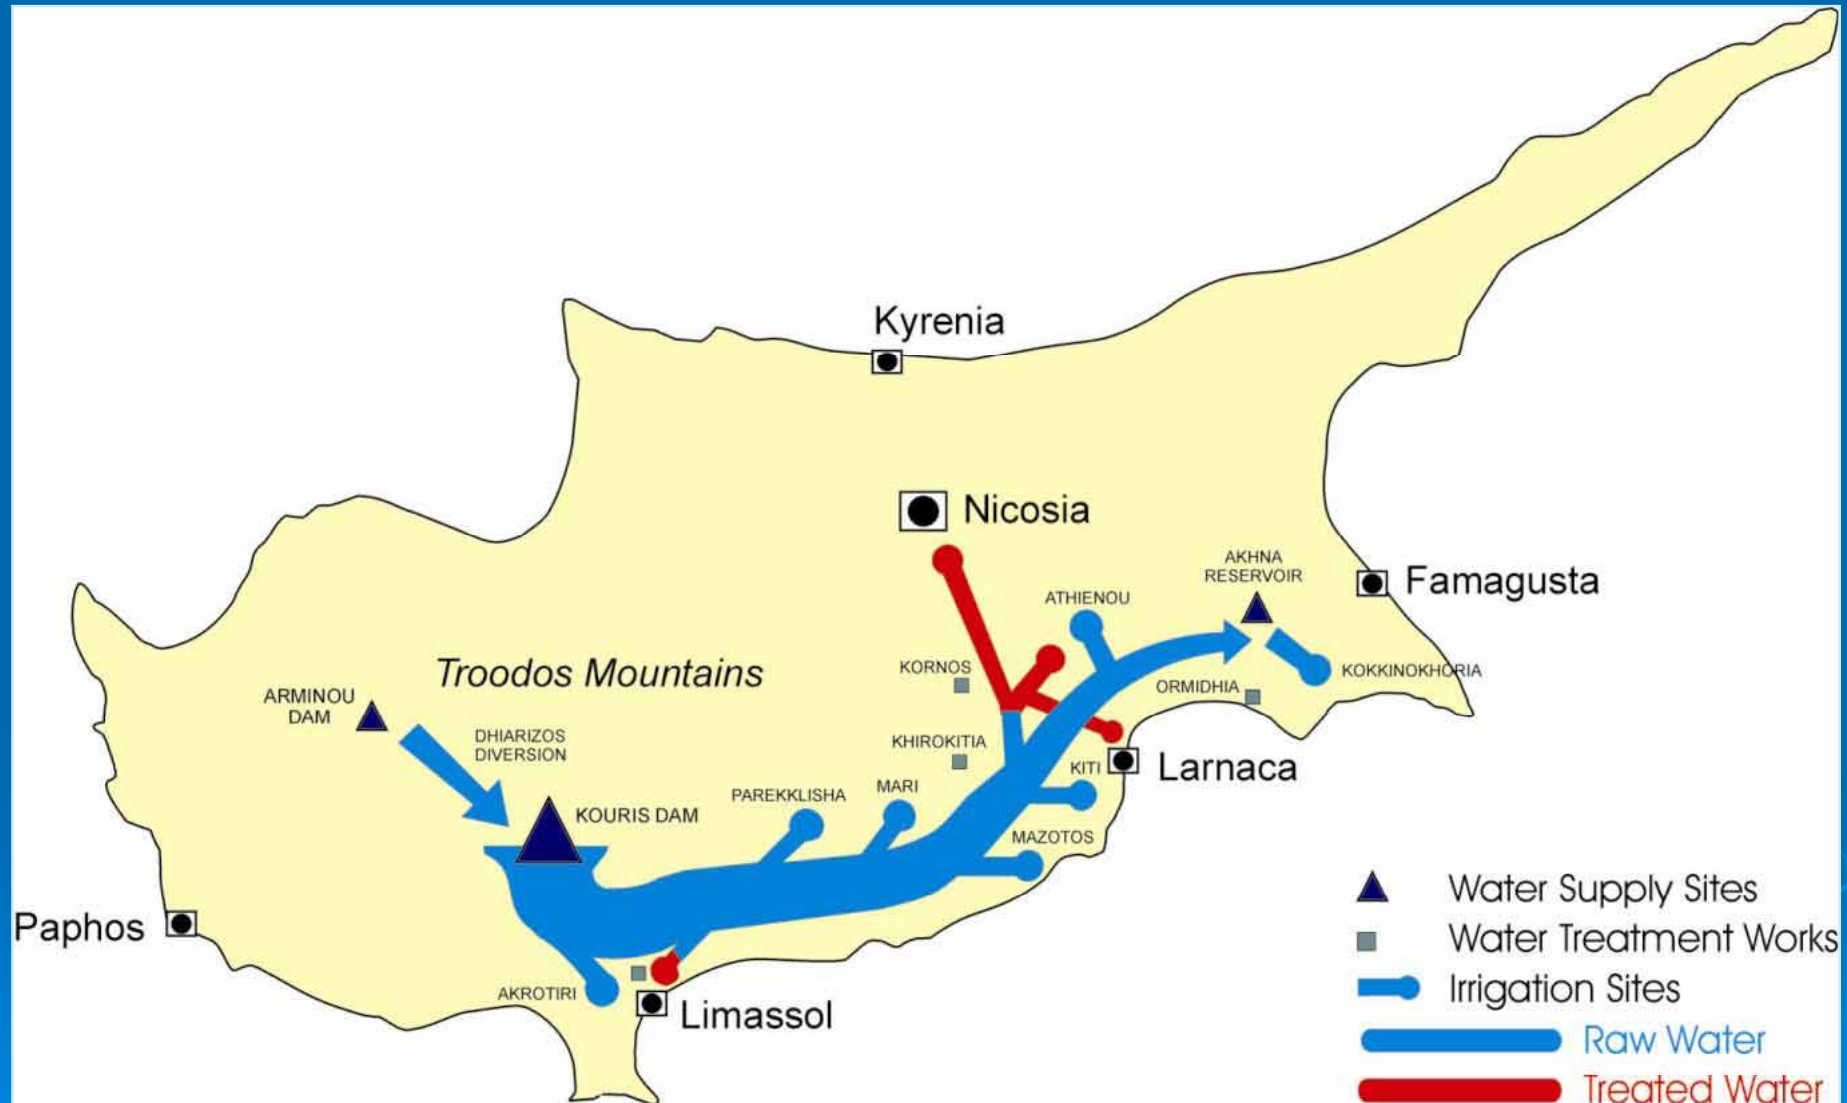 Kyrenia
Nicosia
AKHNA
RESERVOIR
Famagusta
ATHIENOU
Troodos Mountains
KORNOS
KOKKINOKHORIA
ORMIDHIA
ARMINOU
DAM
DHIARIZOS
DIVERSION
KHIROKITIA
KITI
Larnaca
PAREKKLISHA
MARI
KOURIS DAM
MAZOTOS
Paphos
AKROTIRI
Limassol
Water Supply Sites
Water Treatment Works
Irrigation Sites
Raw Water
Treated Water